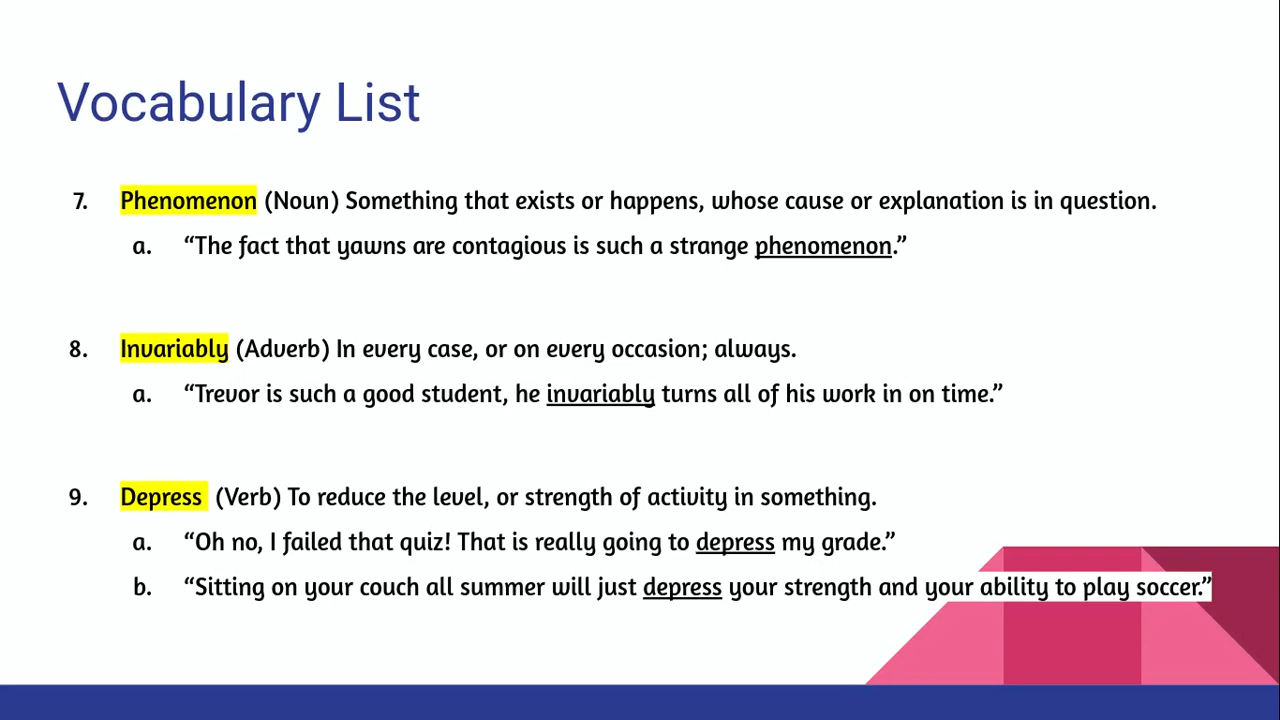 Vocabulary List
7. Phenomenon (Noun) Something that exists or happens, whose cause or explanation is in question.
a. “The fact that yawns are contagious is such a strange phenomenon.”
8. Invariably (Adverb) In every case, or on every occasion; always.
a. “Trevor is such a good student, he invariably turns all of his work in on time.”
9. Depress (Verb) To reduce the level, or strength of activity in something.
a. “Oh no, I failed that quiz! That is really going to depress my grade.”
b. “Sitting on your couch all summer will just depress your strength and your ability to play soccer.”